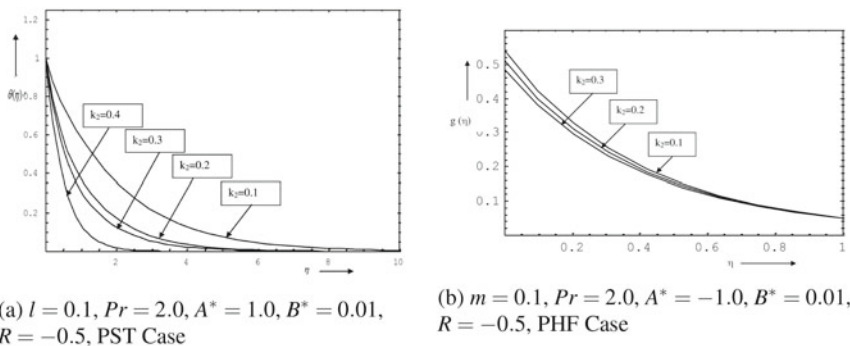 1.2
1
θ(η)
0.8
k₂=0.4
0.6
k₂=0.3
0.4
k₂=0.2
k₂=0.1
0.2
2
4
6
8
10
η
(a) l = 0.1, Pr = 2.0, A* = 1.0, B* = 0.01,
R = −0.5, PST Case
0.5
k₂=0.3
0.4
g (η)
k₂=0.2
0.3
k₂=0.1
0.2
0.1
0.2
0.4
0.6
0.8
1
η
(b) m = 0.1, Pr = 2.0, A* = −1.0, B* = 0.01,
R = −0.5, PHF Case